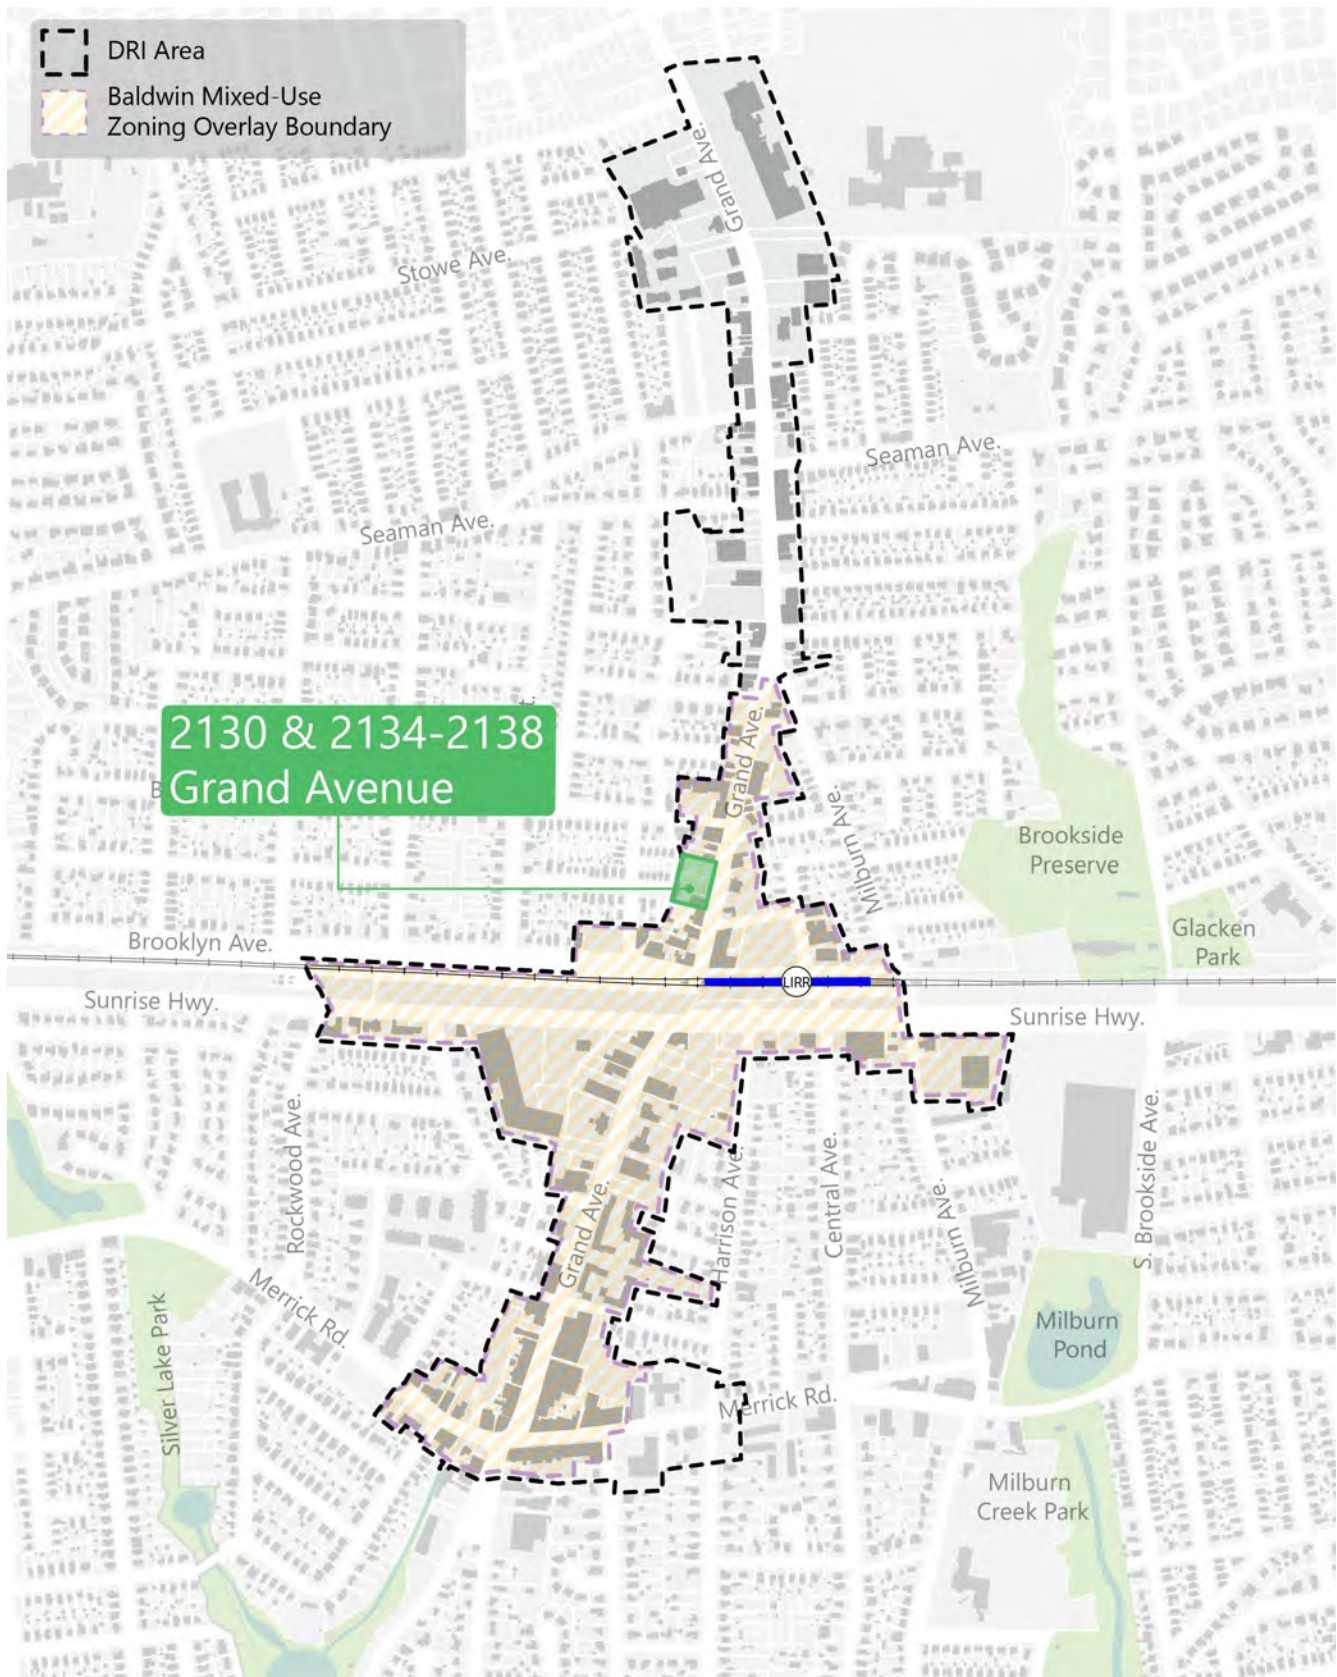 DRI Area
Baldwin Mixed-Use
Zoning Overlay Boundary
Grand Ave.
Stowe Ave.
Seaman Ave.
Seaman Ave.
2130 & 2134-2138
Grand Avenue
Grand Ave.
Milburn Ave.
Brookside
Preserve
Glacken
Park
Brooklyn Ave.
LIRR
Sunrise Hwy.
Sunrise Hwy.
Rockwood Ave.
Harrison Ave.
Central Ave.
Milburn Ave.
S. Brookside Ave.
Grand Ave.
Merrick Rd.
Silver Lake Park
Milburn
Pond
Merrick Rd.
Milburn
Creek Park